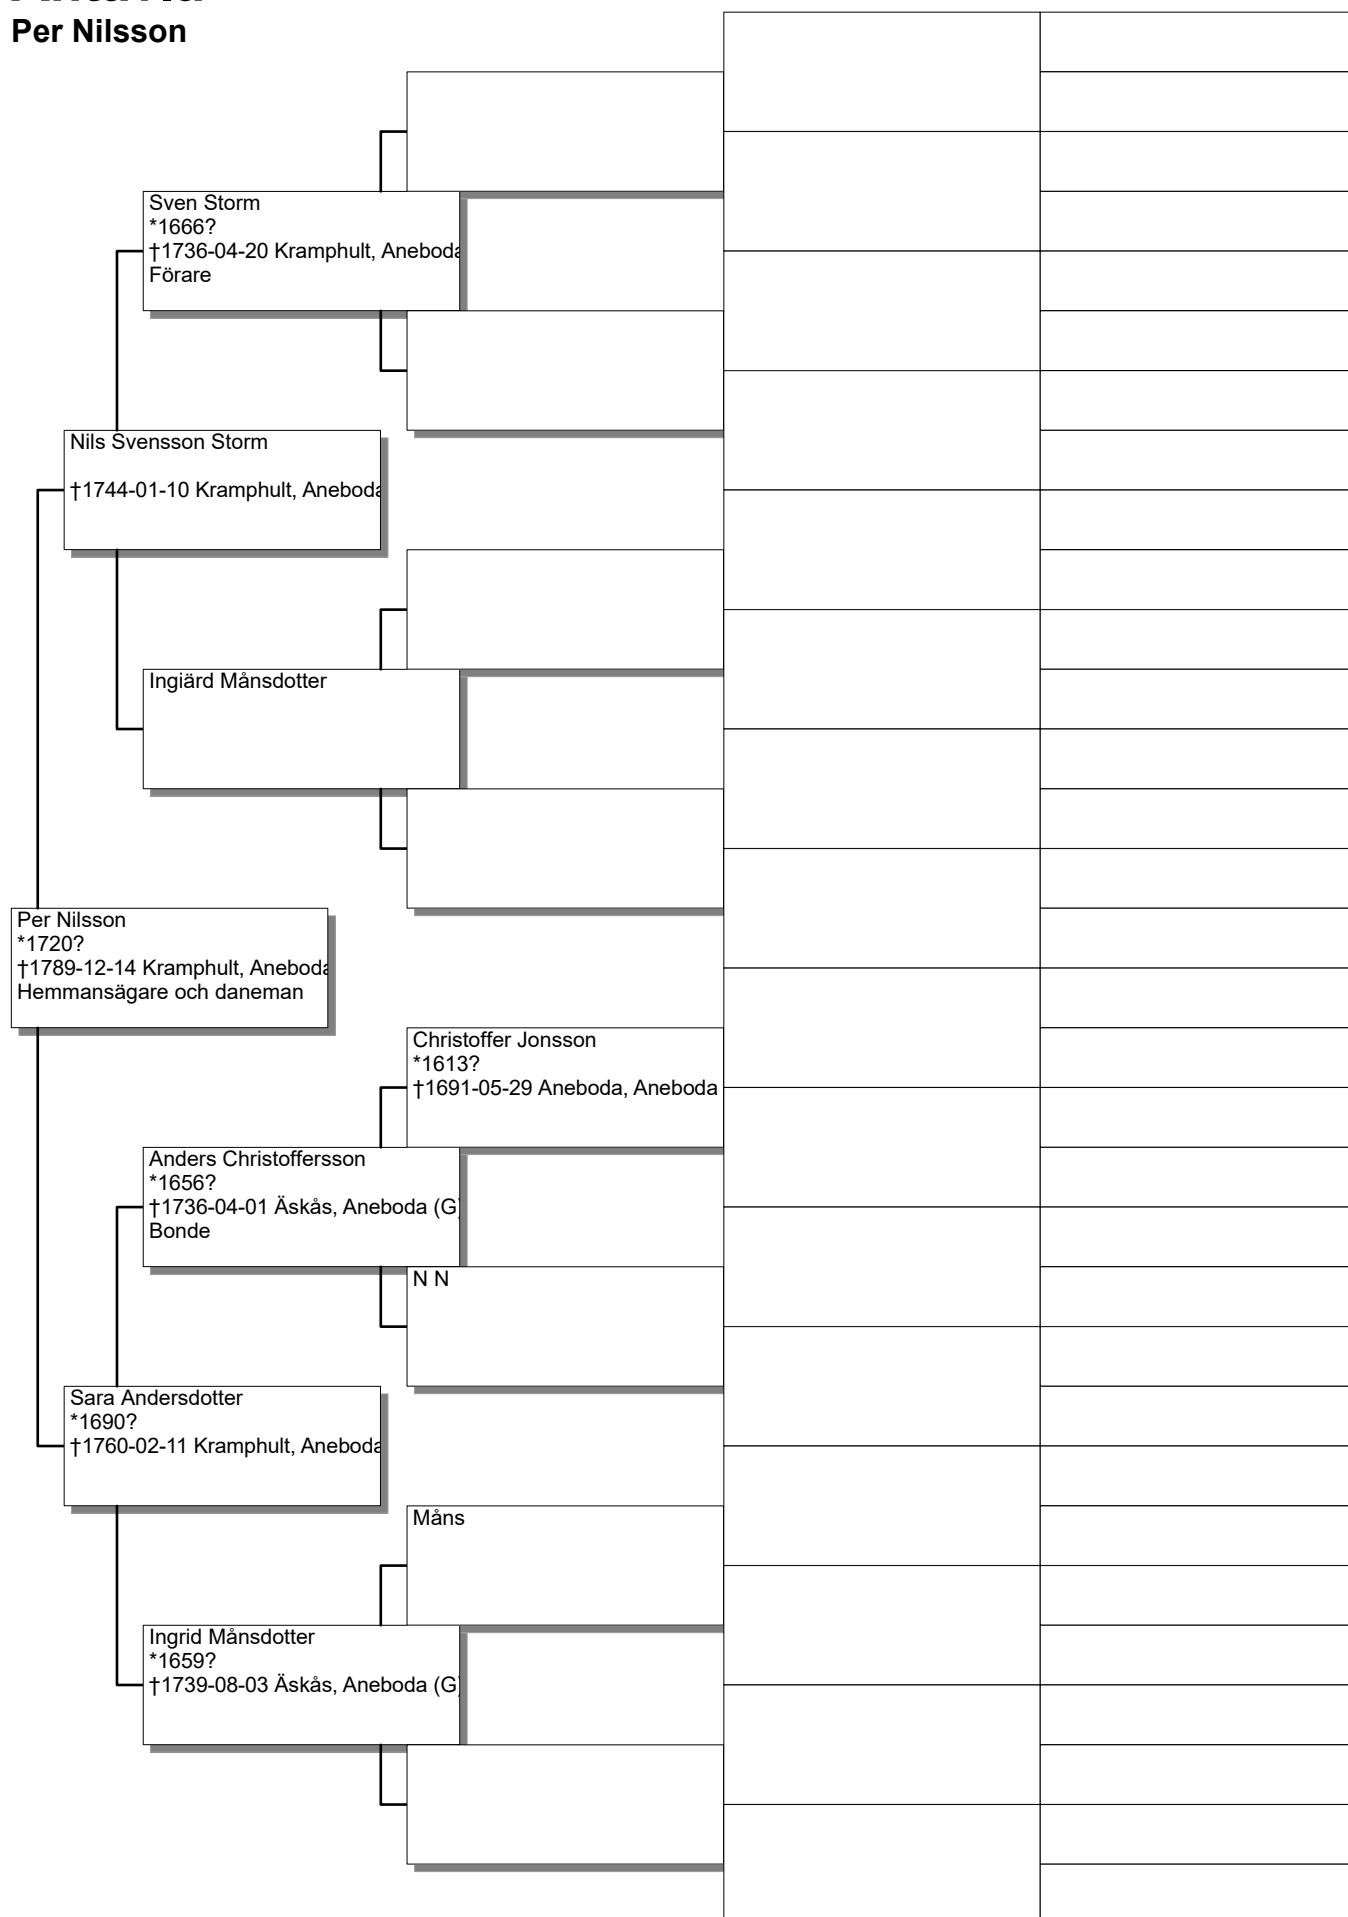 Per Nilsson
Sven Storm
*1666?
†1736-04-20 Kramphult, Aneboda
Förare
Nils Svensson Storm
†1744-01-10 Kramphult, Aneboda
Ingiärd Månsdotter
Per Nilsson
*1720?
†1789-12-14 Kramphult, Aneboda
Hemmansägare och daneman
Christoffer Jonsson
*1613?
†1691-05-29 Aneboda, Aneboda
Anders Christoffersson
*1656?
†1736-04-01 Äskås, Aneboda (G)
Bonde
N N
Sara Andersdotter
*1690?
†1760-02-11 Kramphult, Aneboda
Måns
Ingrid Månsdotter
*1659?
†1739-08-03 Äskås, Aneboda (G)